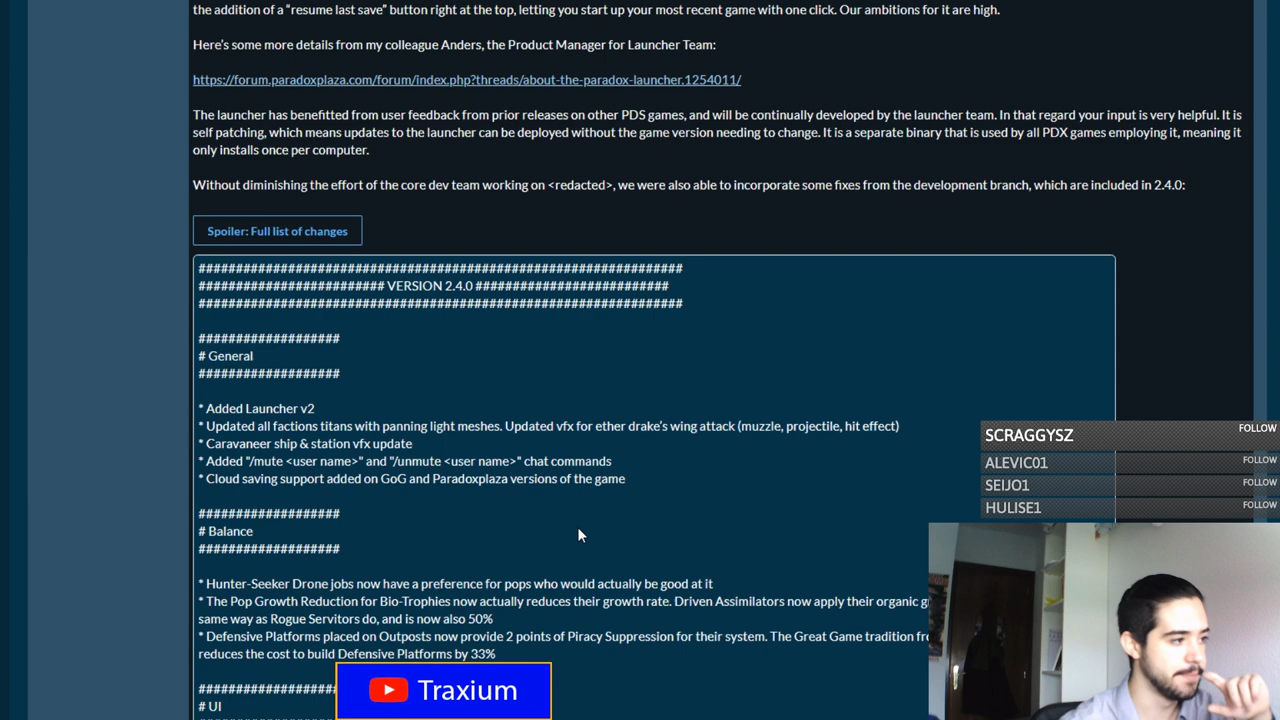 the addition of a “resume last save” button right at the top, letting you start up your most recent game with one click. Our ambitions for it are high.
Here’s some more details from my colleague Anders, the Product Manager for Launcher Team:
https://forum.paradoxplaza.com/forum/index.php?threads/about-the-paradox-launcher.1254011/
The launcher has benefitted from user feedback from prior releases on other PDS games, and will be continually developed by the launcher team. In that regard your input is very helpful. It is
self patching, which means updates to the launcher can be deployed without the game version needing to change. It is a separate binary that is used by all PDX games employing it, meaning it
only installs once per computer.
Without diminishing the effort of the core dev team working on <redacted>, we were also able to incorporate some fixes from the development branch, which are included in 2.4.0:
Spoiler: Full list of changes
#################################################################
######################### VERSION 2.4.0 ##########################
#################################################################
###################
# General
###################
* Added Launcher v2
* Updated all factions titans with panning light meshes. Updated vfx for ether drake’s wing attack (muzzle, projectile, hit effect)
* Caravaneer ship & station vfx update
* Added "/mute <user name>" and "/unmute <user name>" chat commands
* Cloud saving support added on GoG and Paradoxplaza versions of the game
###################
# Balance
###################
* Hunter-Seeker Drone jobs now have a preference for pops who would actually be good at it
* The Pop Growth Reduction for Bio-Trophies now actually reduces their growth rate. Driven Assimilators now apply their organic g
same way as Rogue Servitors do, and is now also 50%
* Defensive Platforms placed on Outposts now provide 2 points of Piracy Suppression for their system. The Great Game tradition fr
reduces the cost to build Defensive Platforms by 33%
###################
# UI
SCRAGGYSZ FOLLOW
ALEVIC01 FOLLOW
SEIJO1 FOLLOW
HULISE1 FOLLOW
Traxium